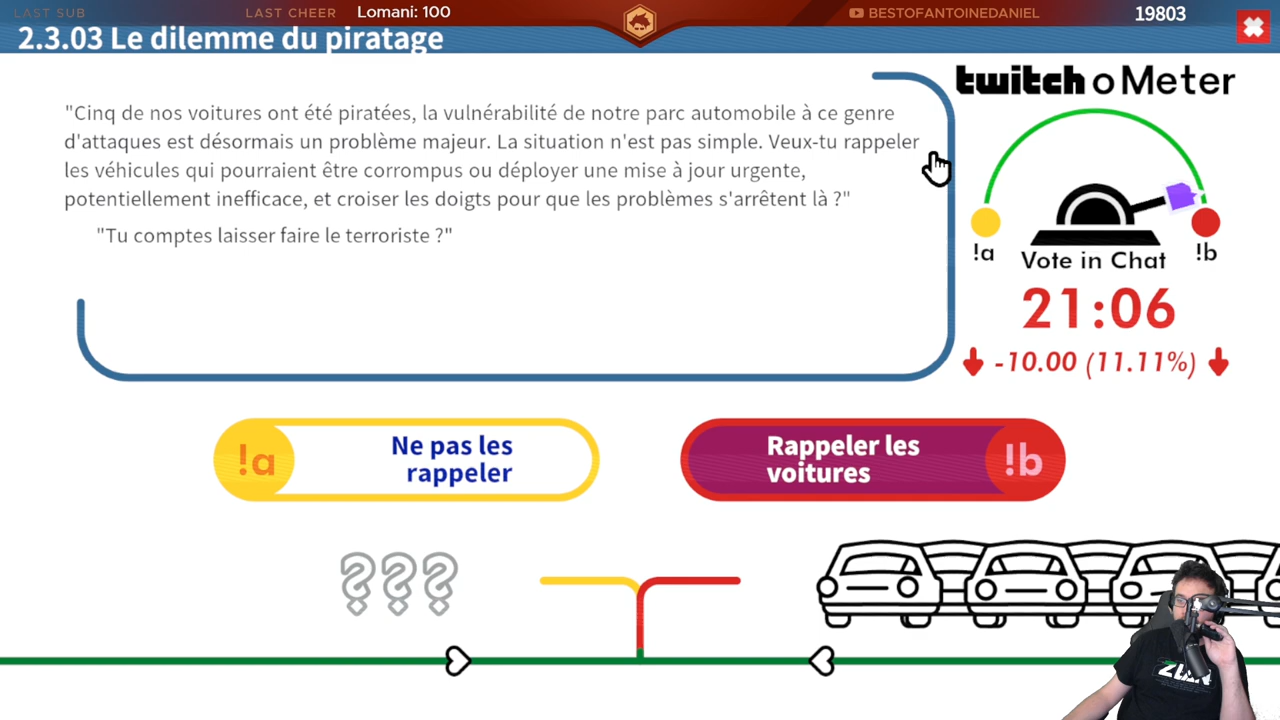 LAST SUB
LAST CHEER
Lomani: 100
BESTOFANTOINEDANIEL
19803
2.3.03 Le dilemme du piratage
twitch o Meter
"Cinq de nos voitures ont été piratées, la vulnérabilité de notre parc automobile à ce genre
d'attaques est désormais un problème majeur. La situation n'est pas simple. Veux-tu rappeler
les véhicules qui pourraient être corrompus ou déployer une mise à jour urgente,
potentiellement inefficace, et croiser les doigts pour que les problèmes s'arrêtent là ?"
"Tu comptes laisser faire le terroriste ?"
!a
!b
Vote in Chat
21:06
-10.00 (11.11%)
!a
Ne pas les
rappeler
Rappeler les
voitures
!b
???